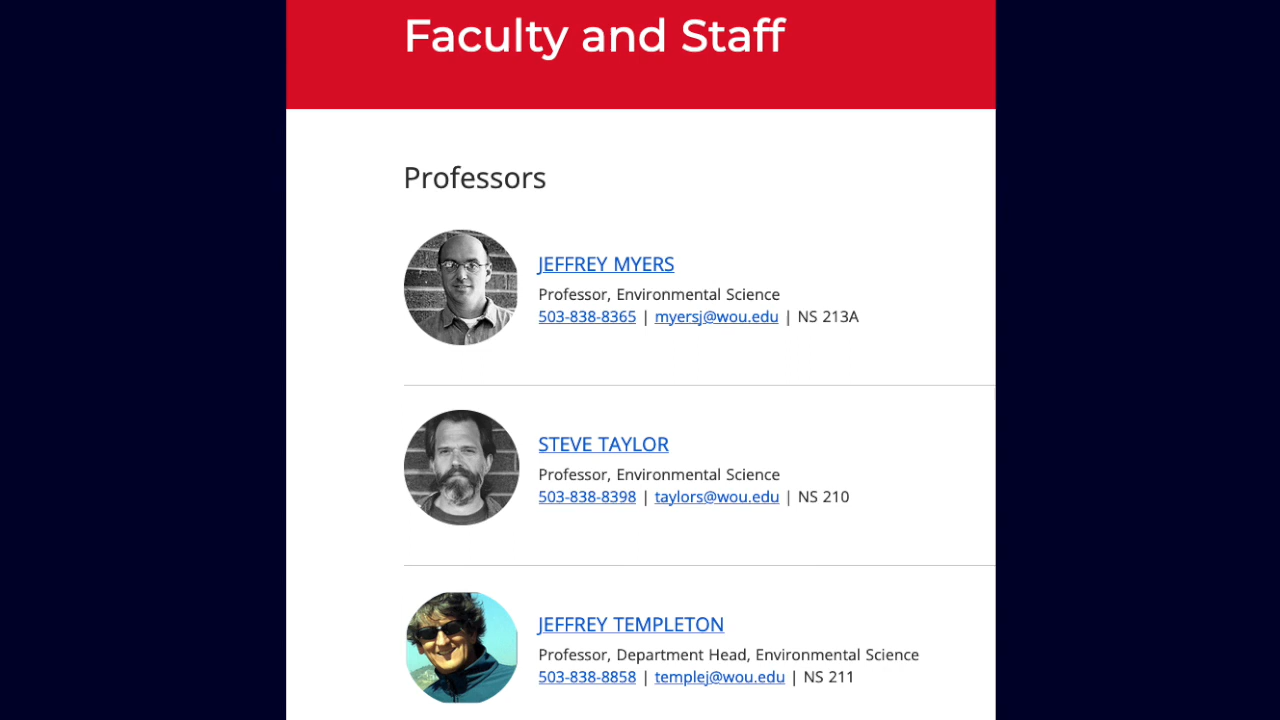 Faculty and Staff
Professors
JEFFREY MYERS
Professor, Environmental Science
503-838-8365 | myersj@wou.edu | NS 213A
STEVE TAYLOR
Professor, Environmental Science
503-838-8398 | taylors@wou.edu | NS 210
JEFFREY TEMPLETON
Professor, Department Head, Environmental Science
503-838-8858 | templej@wou.edu | NS 211